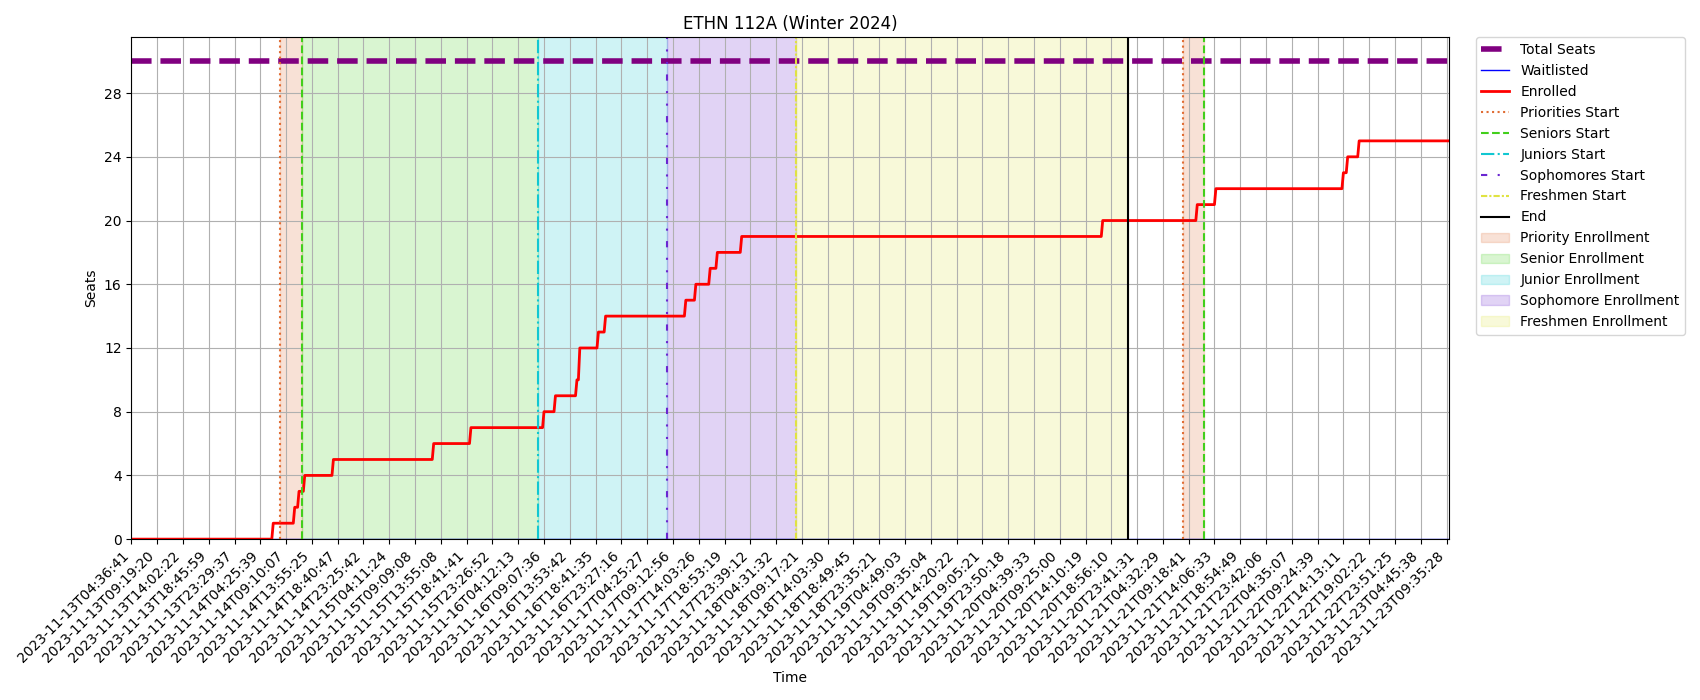 ETHN 112A (Winter 2024)
Seats
28
24
20
16
12
8
4
0
2023-11-13T04:36:41
2023-11-13T09:19:20
2023-11-13T14:02:22
2023-11-13T18:45:59
2023-11-13T23:29:37
2023-11-14T04:25:39
2023-11-14T09:10:07
2023-11-14T13:55:25
2023-11-14T18:40:47
2023-11-14T23:25:42
2023-11-15T04:11:24
2023-11-15T09:09:08
2023-11-15T13:55:08
2023-11-15T18:41:41
2023-11-15T23:26:52
2023-11-16T04:12:13
2023-11-16T09:07:36
2023-11-16T13:53:42
2023-11-16T18:41:35
2023-11-16T23:27:16
2023-11-17T04:25:27
2023-11-17T09:12:56
2023-11-17T14:03:26
2023-11-17T18:53:19
2023-11-17T23:39:12
2023-11-18T04:31:32
2023-11-18T09:17:21
2023-11-18T14:03:30
2023-11-18T18:49:45
2023-11-18T23:35:21
2023-11-19T04:49:03
2023-11-19T09:35:04
2023-11-19T14:20:22
2023-11-19T19:05:21
2023-11-19T23:50:18
2023-11-20T04:39:33
2023-11-20T09:25:00
2023-11-20T14:10:19
2023-11-20T18:56:10
2023-11-20T23:41:31
2023-11-21T04:32:29
2023-11-21T09:18:41
2023-11-21T14:06:33
2023-11-21T18:54:49
2023-11-21T23:42:06
2023-11-22T04:35:07
2023-11-22T09:24:39
2023-11-22T14:13:11
2023-11-22T19:02:22
2023-11-22T23:51:25
2023-11-23T04:45:38
2023-11-23T09:35:28
Time
Total Seats
Waitlisted
Enrolled
Priorities Start
Seniors Start
Juniors Start
Sophomores Start
Freshmen Start
End
Priority Enrollment
Senior Enrollment
Junior Enrollment
Sophomore Enrollment
Freshmen Enrollment